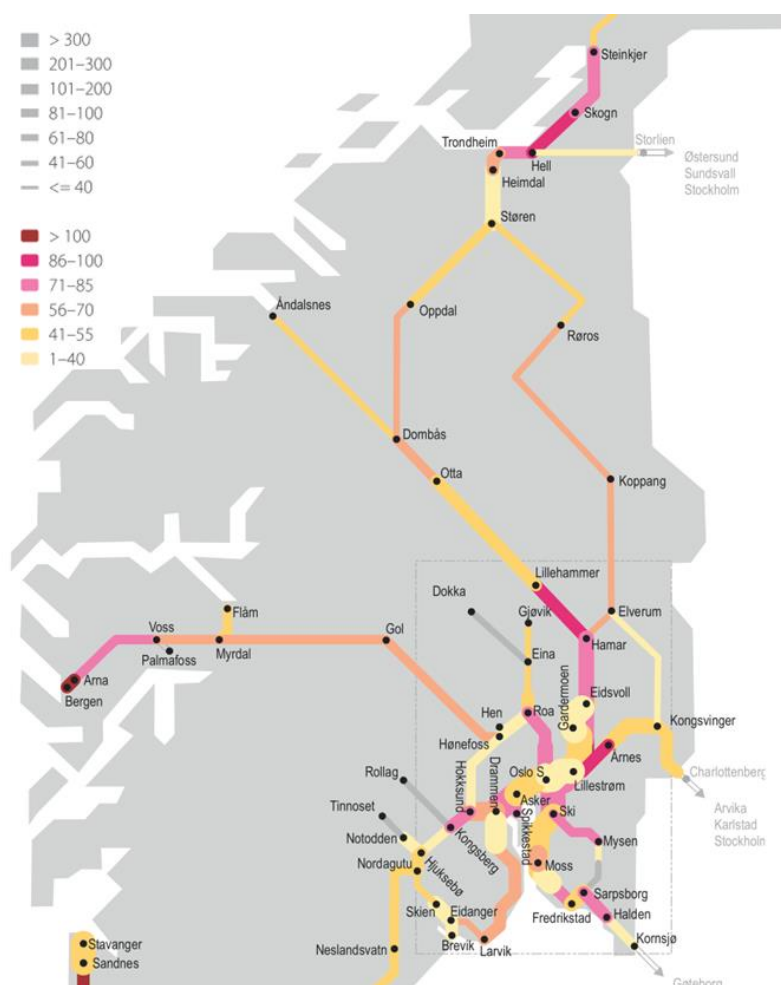 > 300
201–300
101–200
81–100
61–80
41–60
<= 40
> 100
86–100
71–85
56–70
41–55
1–40
Steinkjer
Skogn
Trondheim
Hell
Storlien
Østersund
Sundsvall
Stockholm
Heimdal
Støren
Åndalsnes
Oppdal
Røros
Dombås
Otta
Koppang
Lillehammer
Dokka
Gjøvik
Elverum
Flåm
Voss
Gol
Hamar
Palmafoss
Myrdal
Eina
Arna
Bergen
Gardermoen
Eidsvoll
Roa
Hen
Kongsvinger
Hønefoss
Årnes
Hokksund
Drammen
Oslo S
Lillestrøm
Charlottenberg
Rollag
Asker
Spikkestad
Ski
Arvika
Karlstad
Stockholm
Tinnoset
Notodden
Kongsberg
Mysen
Nordagutu
Hjuksebø
Moss
Skien
Eidanger
Sarpsborg
Fredrikstad
Halden
Stavanger
Sandnes
Neslandsvatn
Brevik
Larvik
Kornsjø
Gøteborg